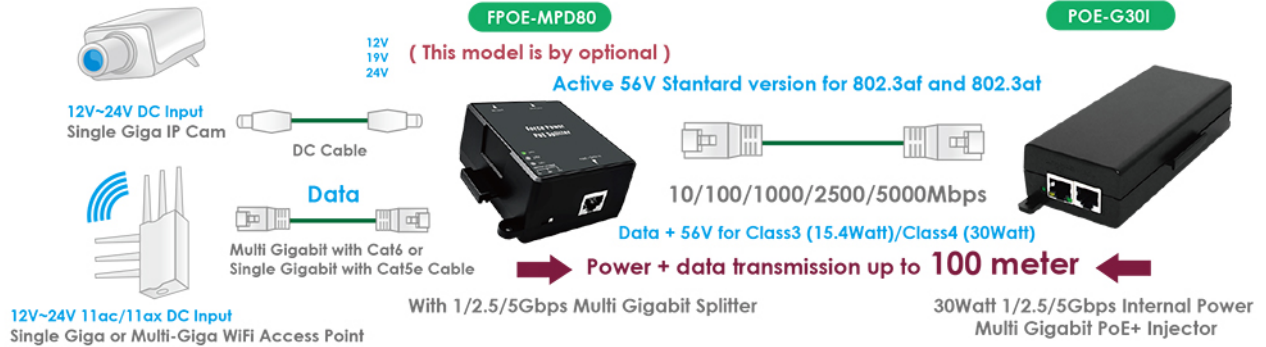 FPOE-MPD80
POE-G30I
12V
19V
24V
( This model is by optional )
Active 56V Stantard version for 802.3af and 802.3at
12V~24V DC Input
Single Giga IP Cam
DC Cable
PoE Splitter
Data
10/100/1000/2500/5000Mbps
Multi Gigabit with Cat6 or
Single Gigabit with Cat5e Cable
Data + 56V for Class3 (15.4Watt)/Class4 (30Watt)
Power + data transmission up to 100 meter
With 1/2.5/5Gbps Multi Gigabit Splitter
30Watt 1/2.5/5Gbps Internal Power
Multi Gigabit PoE+ Injector
12V~24V 11ac/11ax DC Input
Single Giga or Multi-Giga WiFi Access Point